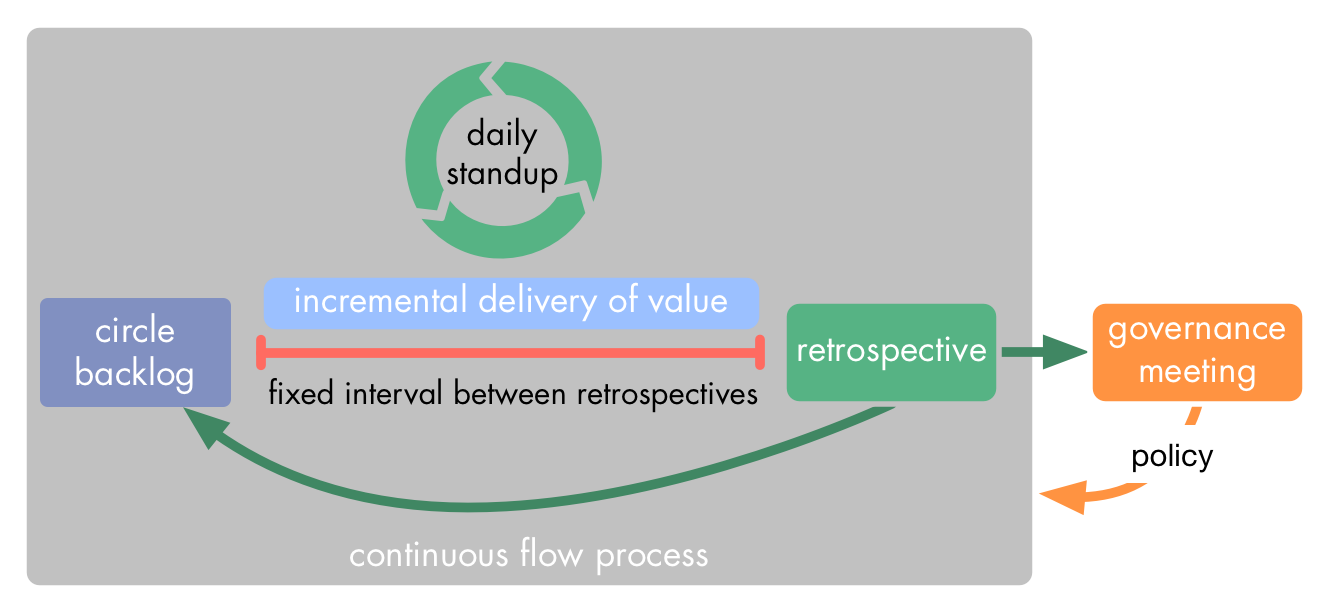 daily
standup
incremental delivery of value
circle
backlog
fixed interval between retrospectives
retrospective
governance
meeting
policy
continuous flow process